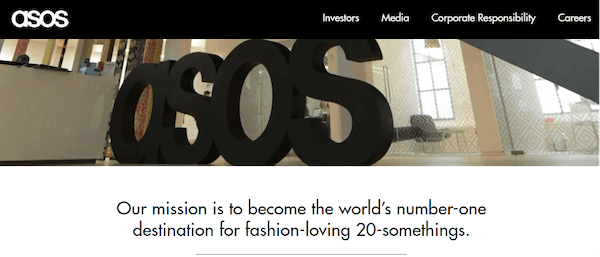 asos
Investors
Media
Corporate Responsibility
Careers
asos
Our mission is to become the world's number-one
destination for fashion-loving 20-somethings.